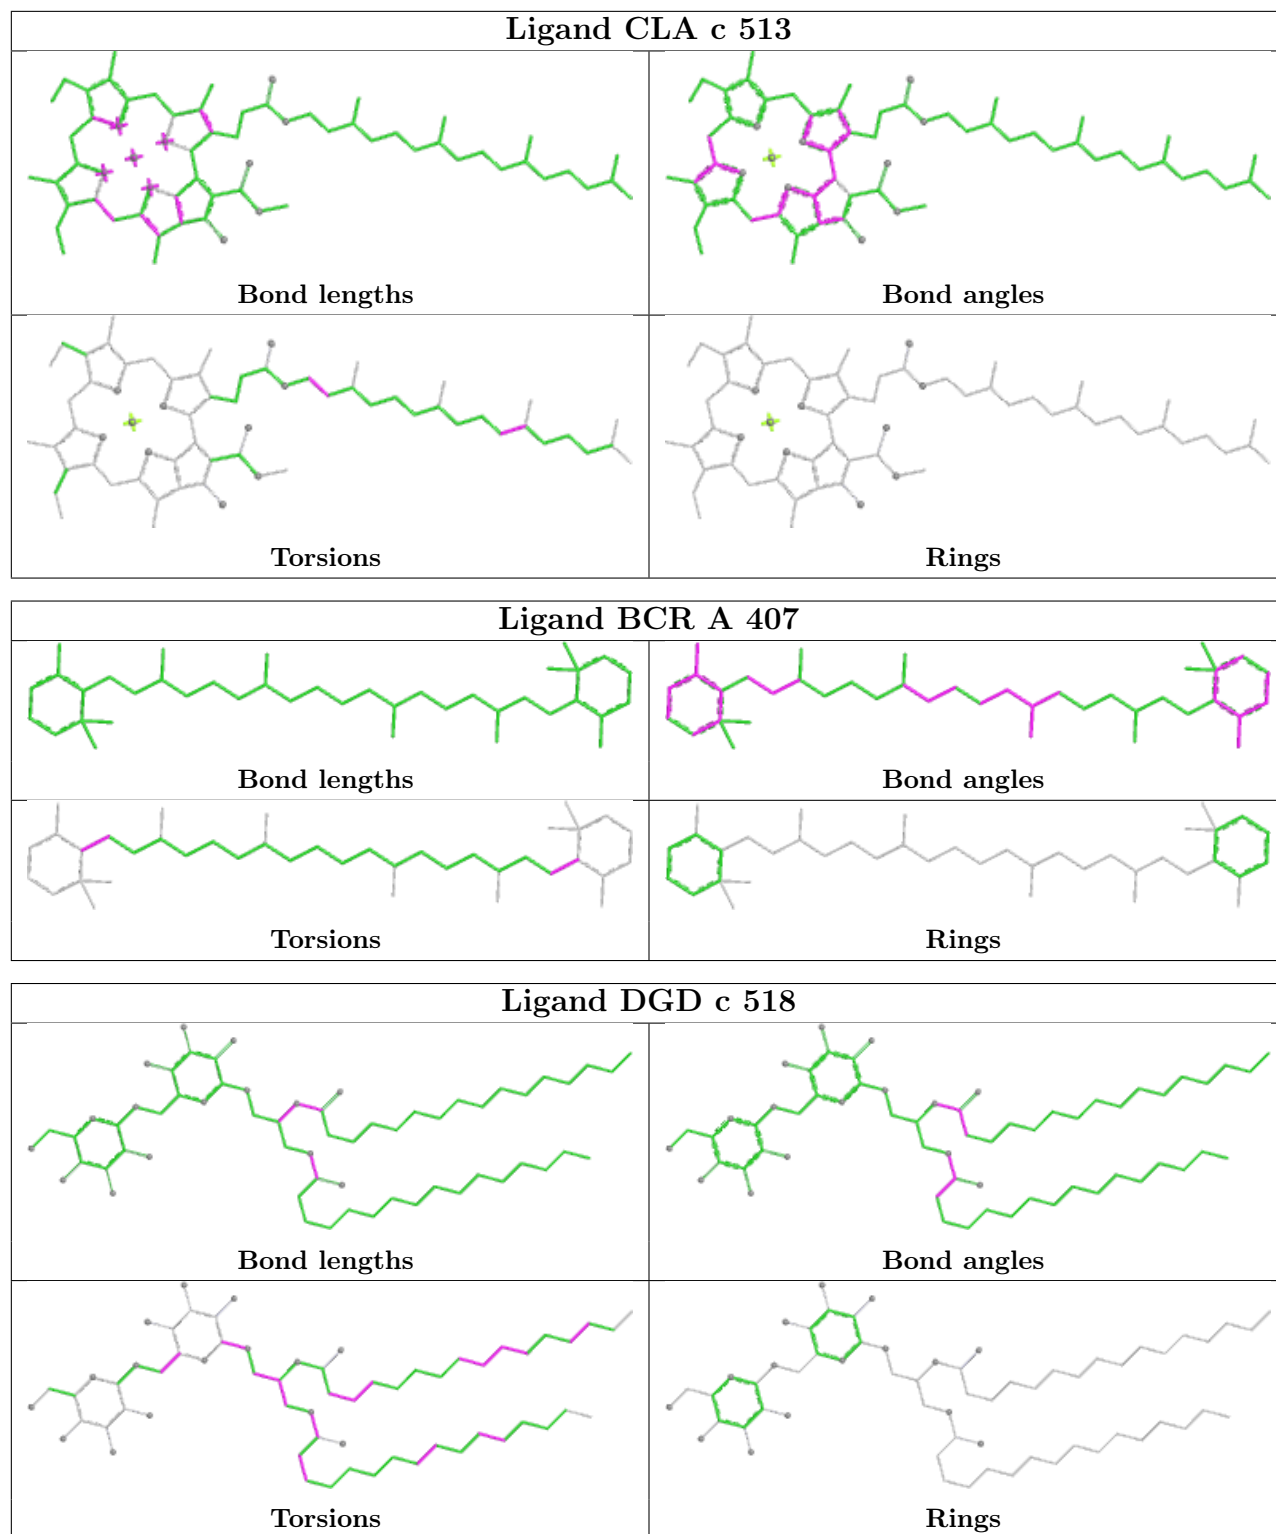 Ligand CLA c 513
Bond lengths
Bond angles
Torsions
Rings
Ligand BCR A 407
Bond lengths
Bond angles
Torsions
Rings
Ligand DGD c 518
Bond lengths
Bond angles
Torsions
Rings